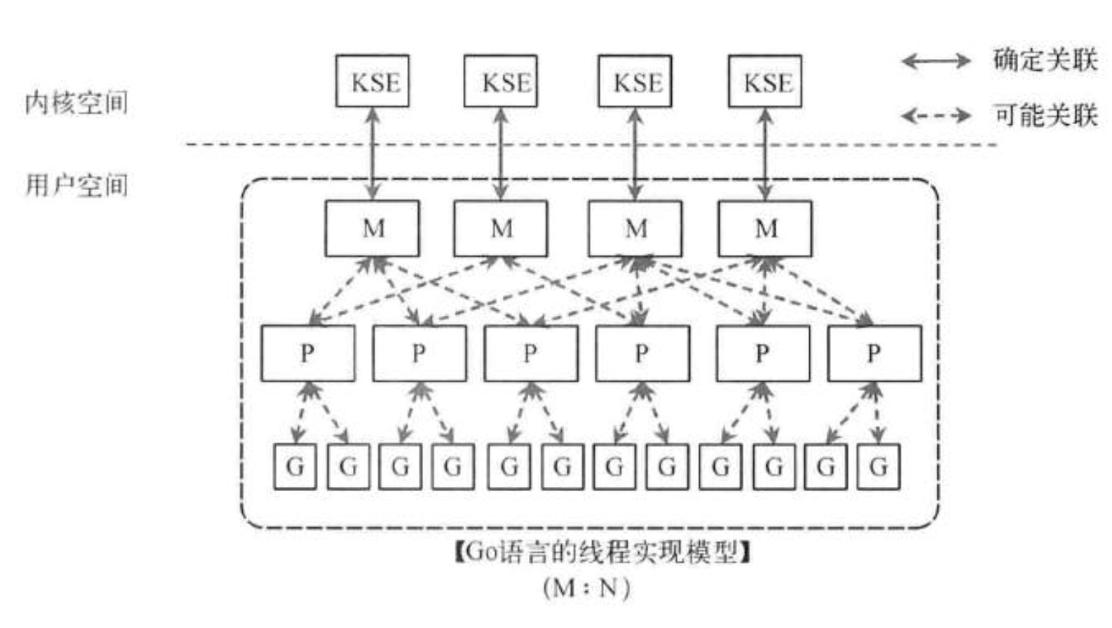 KSE KSE KSE KSE
确定关联
内核空间
可能关联
用户空间
M M M M
P P P P P P
G G G G G G G G G G G G
【Go语言的线程实现模型】
(M:N)